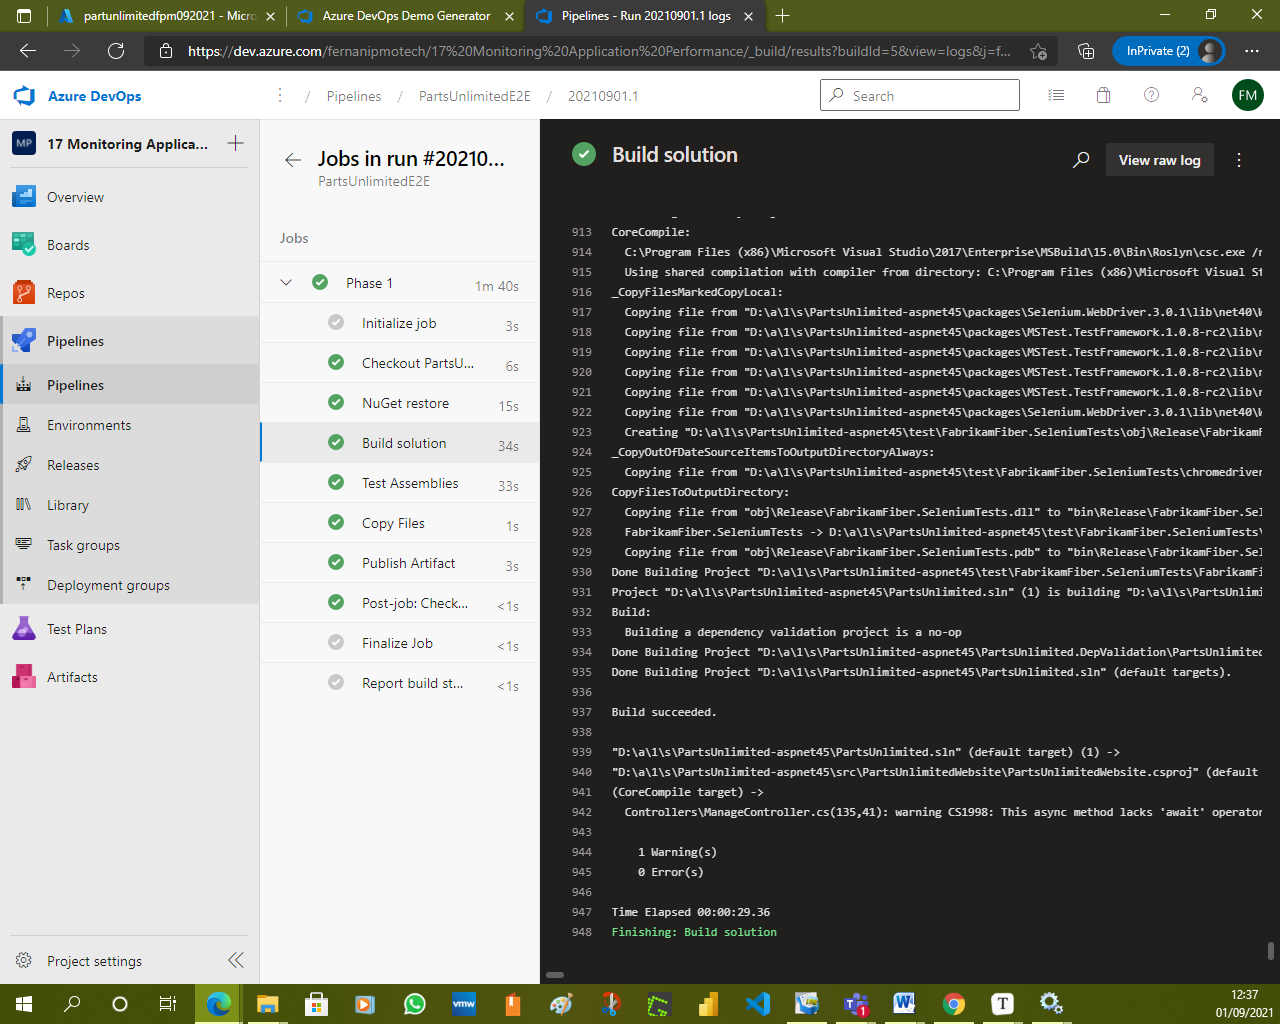 partunlimitedfpm092021 - Micro
Azure DevOps Demo Generator
Pipelines - Run 20210901.1 logs
https://dev.azure.com/fernanipmotech/17%20Monitoring%20Application%20Performance/_build/results?buildId=5&view=logs&j=f...
InPrivate (2)
Azure DevOps
/ Pipelines / PartsUnlimitedE2E / 20210901.1
Search
FM
MP
17 Monitoring Applica...
Overview
Boards
Repos
Pipelines
Pipelines
Environments
Releases
Library
Task groups
Deployment groups
Test Plans
Artifacts
Project settings
Jobs in run #20210...
PartsUnlimitedE2E
Jobs
Phase 1 1m 40s
Initialize job 3s
Checkout PartsU... 6s
NuGet restore 15s
Build solution 34s
Test Assemblies 33s
Copy Files 1s
Publish Artifact 3s
Post-job: Check... <1s
Finalize Job <1s
Report build st... <1s
Build solution
View raw log
913 CoreCompile:
914 C:\Program Files (x86)\Microsoft Visual Studio\2017\Enterprise\MSBuild\15.0\Bin\Roslyn\csc.exe /n
915 Using shared compilation with compiler from directory: C:\Program Files (x86)\Microsoft Visual St
916 _CopyFilesMarkedCopyLocal:
917 Copying file from "D:\a\1\s\PartsUnlimited-aspnet45\packages\Selenium.WebDriver.3.0.1\lib\net40\W
918 Copying file from "D:\a\1\s\PartsUnlimited-aspnet45\packages\MSTest.TestFramework.1.0.8-rc2\lib\n
919 Copying file from "D:\a\1\s\PartsUnlimited-aspnet45\packages\MSTest.TestFramework.1.0.8-rc2\lib\n
920 Copying file from "D:\a\1\s\PartsUnlimited-aspnet45\packages\MSTest.TestFramework.1.0.8-rc2\lib\n
921 Copying file from "D:\a\1\s\PartsUnlimited-aspnet45\packages\MSTest.TestFramework.1.0.8-rc2\lib\n
922 Copying file from "D:\a\1\s\PartsUnlimited-aspnet45\packages\Selenium.WebDriver.3.0.1\lib\net40\W
923 Creating "D:\a\1\s\PartsUnlimited-aspnet45\test\FabrikamFiber.SeleniumTests\obj\Release\FabrikamF
924 _CopyOutOfDateSourceItemsToOutputDirectoryAlways:
925 Copying file from "D:\a\1\s\PartsUnlimited-aspnet45\test\FabrikamFiber.SeleniumTests\chromedriver
926 CopyFilesToOutputDirectory:
927 Copying file from "obj\Release\FabrikamFiber.SeleniumTests.dll" to "bin\Release\FabrikamFiber.Sel
928 FabrikamFiber.SeleniumTests -> D:\a\1\s\PartsUnlimited-aspnet45\test\FabrikamFiber.SeleniumTests\
929 Copying file from "obj\Release\FabrikamFiber.SeleniumTests.pdb" to "bin\Release\FabrikamFiber.Sel
930 Done Building Project "D:\a\1\s\PartsUnlimited-aspnet45\test\FabrikamFiber.SeleniumTests\FabrikamFi
931 Project "D:\a\1\s\PartsUnlimited-aspnet45\PartsUnlimited.sln" (1) is building "D:\a\1\s\PartsUnlimi
932 Build:
933 Building a dependency validation project is a no-op
934 Done Building Project "D:\a\1\s\PartsUnlimited-aspnet45\PartsUnlimited.DepValidation\PartsUnlimited
935 Done Building Project "D:\a\1\s\PartsUnlimited-aspnet45\PartsUnlimited.sln" (default targets).
936
937 Build succeeded.
938
939 "D:\a\1\s\PartsUnlimited-aspnet45\PartsUnlimited.sln" (default target) (1) ->
940 "D:\a\1\s\PartsUnlimited-aspnet45\src\PartsUnlimitedWebsite\PartsUnlimitedWebsite.csproj" (default
941 (CoreCompile target) ->
942 Controllers\ManageController.cs(135,41): warning CS1998: This async method lacks 'await' operator
943
944 1 Warning(s)
945 0 Error(s)
946
947 Time Elapsed 00:00:29.36
948 Finishing: Build solution
vmw
12:37
01/09/2021